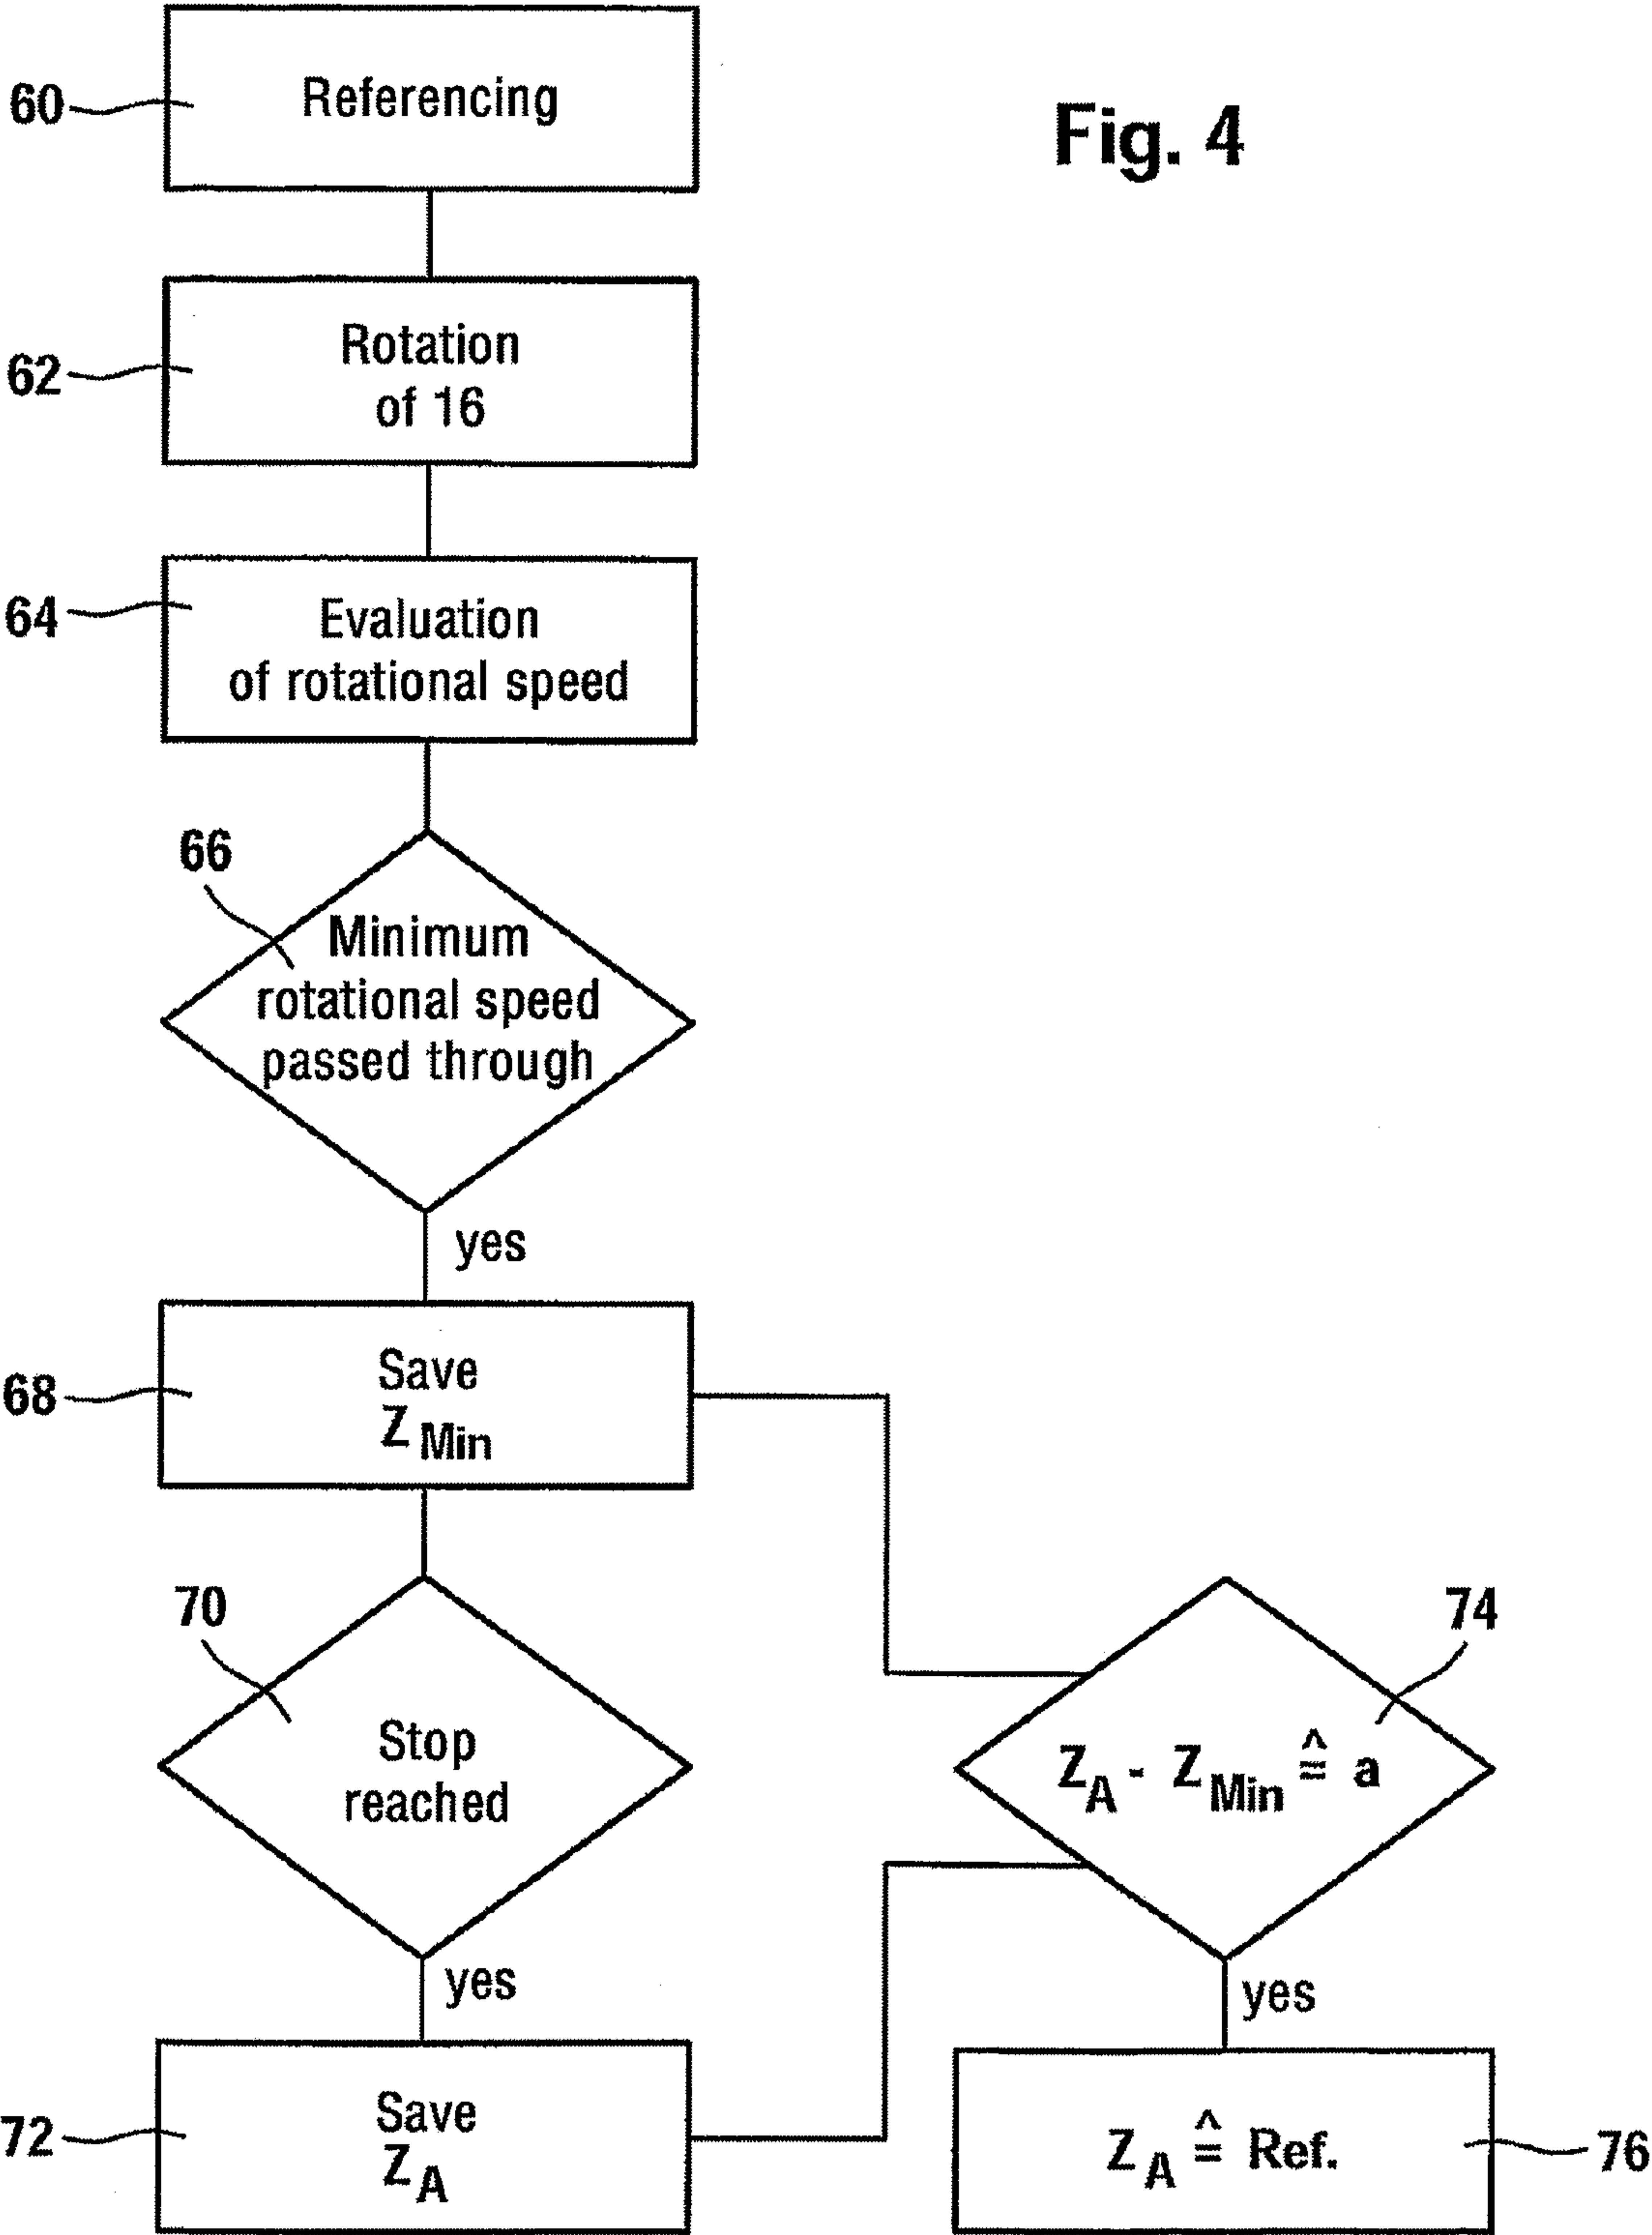 60
Referencing
Fig. 4
62
Rotation
of 16
64
Evaluation
of rotational speed
66
Minimum
rotational speed
passed through
yes
68
Save
Z Min
70
Stop
reached
74
Z A - Z Min ≙ a
yes
yes
72
Save
Z A
Z A ≙ Ref.
76